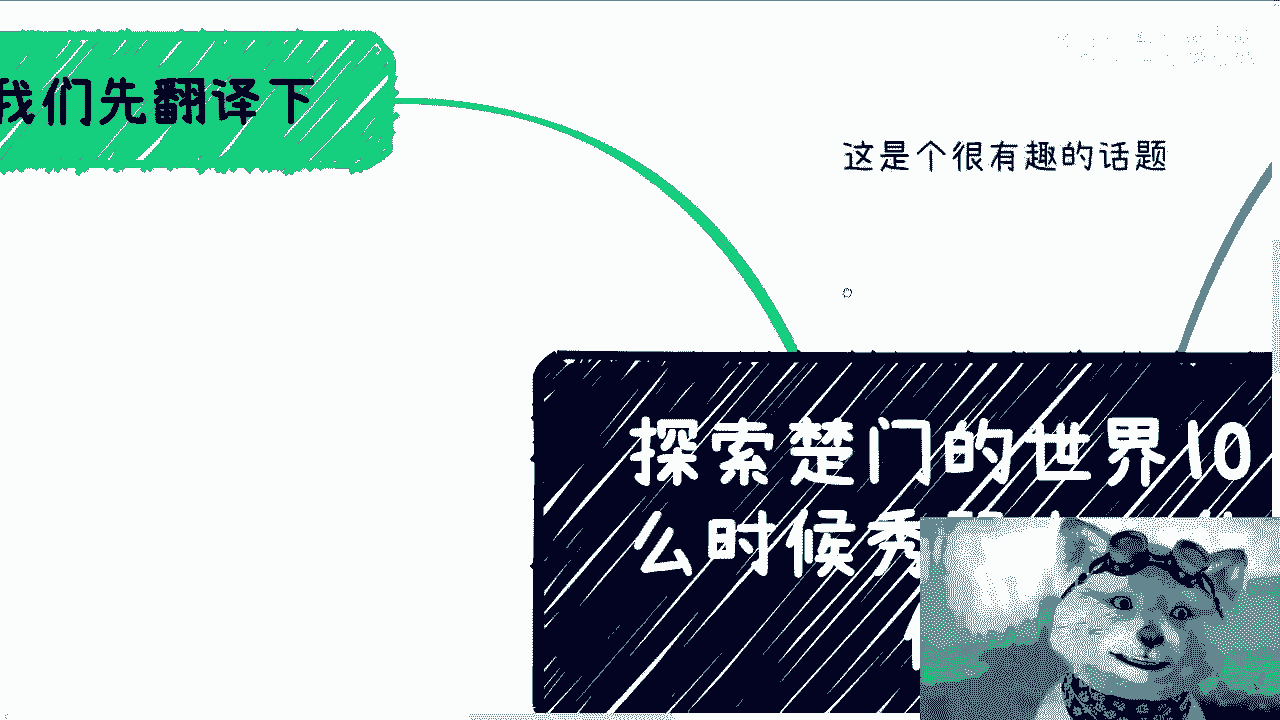 我们先翻译下
这是个很有趣的话题
探索楚门的世界10
么时候秀